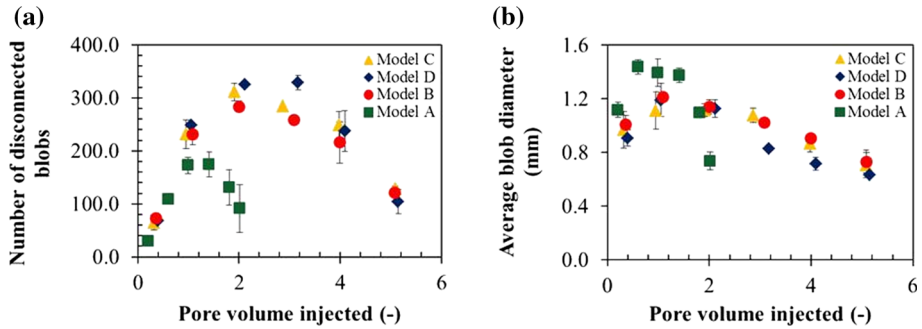 (a)
Number of disconnected
blobs
400.0
300.0
200.0
100.0
0.0
Model C
Model D
Model B
Model A
0 2 4 6
Pore volume injected (-)
(b)
Average blob diameter
(mm)
1.6
1.2
0.8
0.4
0.0
Model C
Model D
Model B
Model A
0 2 4 6
Pore volume injected (-)